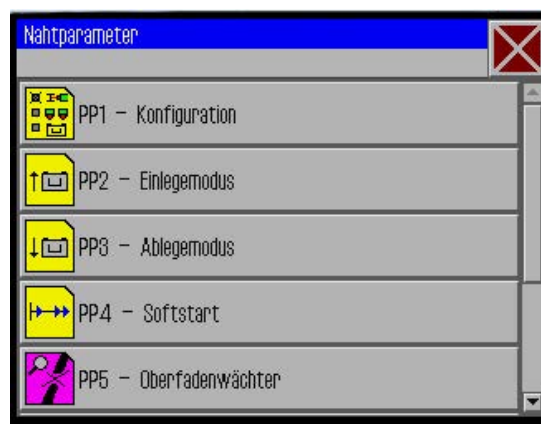 Nahtparameter
PP1 - Konfiguration
PP2 - Einlegemodus
PP3 - Ablegemodus
PP4 - Softstart
PP5 - Oberfadenwächter